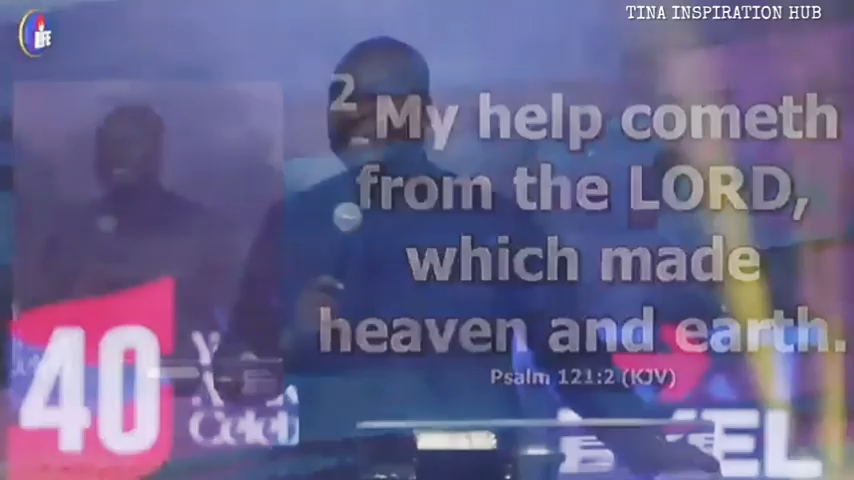 TINA INSPIRATION HUB
LIFE
2 My help cometh
from the LORD,
which made
heaven and earth.
Psalm 121:2 (KJV)
40